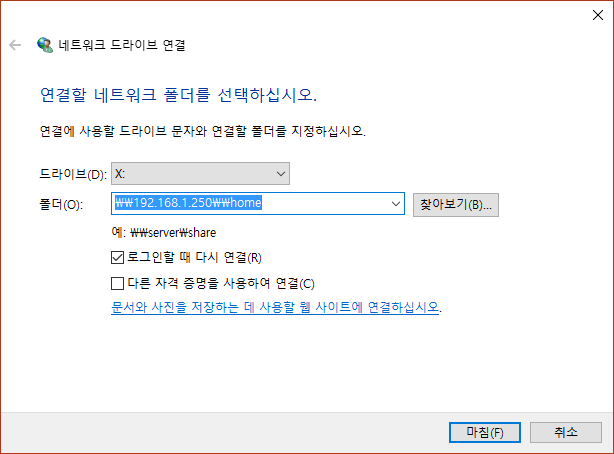 네트워크 드라이브 연결
연결할 네트워크 폴더를 선택하십시오.
연결에 사용할 드라이브 문자와 연결할 폴더를 지정하십시오.
드라이브(D): X:
폴더(O): ₩₩192.168.1.250₩₩home 찾아보기(B)...
예: ₩₩server₩share
로그인할 때 다시 연결(R)
다른 자격 증명을 사용하여 연결(C)
문서와 사진을 저장하는 데 사용할 웹 사이트에 연결하십시오.
마침(F) 취소